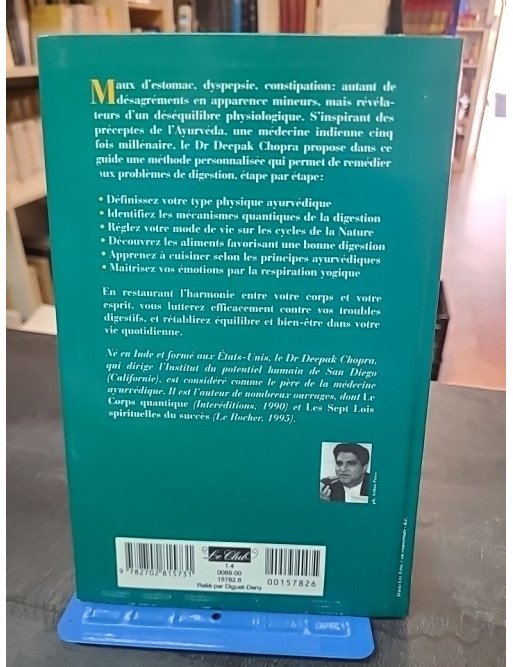 Maux d'estomac, dyspepsie, constipation: autant de
désagréments en apparence mineurs, mais révéla-
teurs d'un déséquilibre physiologique. S'inspirant des
préceptes de l'Ayurvéda, une médecine indienne cinq
fois millénaire, le Dr Deepak Chopra propose dans ce
guide une méthode personnalisée qui permet de remédier
aux problèmes de digestion, étape par étape:
• Définissez votre type physique ayurvédique
• Identifiez les mécanismes quantiques de la digestion
• Réglez votre mode de vie sur les cycles de la Nature
• Découvrez les aliments favorisant une bonne digestion
• Apprenez à cuisiner selon les principes ayurvédiques
• Maîtrisez vos émotions par la respiration yogique
En restaurant l'harmonie entre votre corps et votre
esprit, vous lutterez efficacement contre vos troubles
digestifs, et rétablirez équilibre et bien-être dans votre
vie quotidienne.
Né en Inde et formé aux États-Unis, le Dr Deepak Chopra,
qui dirige l'Institut du potentiel humain de San Diego
(Californie), est considéré comme le père de la médecine
ayurvédique. Il est l'auteur de nombreux ouvrages, dont Le
Corps quantique (Interéditions, 1990) et Les Sept Lois
spirituelles du succès (Le Rocher, 1995).
Le Club
1.4
0089.00
15782.6
Relié par Diguet-Deny
9 782702 815731
00157826